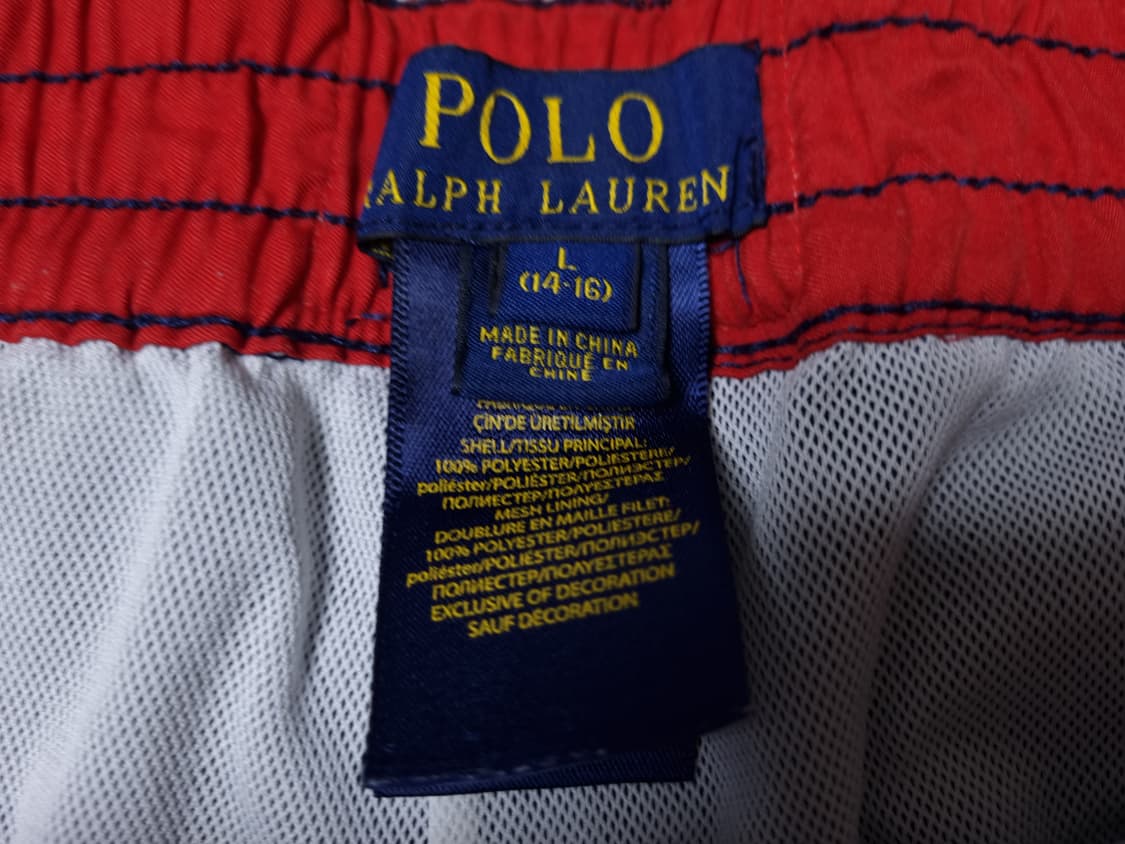 POLO
RALPH LAUREN
L
(14-16)
MADE IN CHINA
FABRIQUÉ EN
CHINE
ÇİN'DE ÜRETİLMİŞTİR
SHELL/TISSU PRINCIPAL:
100% POLYESTER/POLIESTERE/
poliéster/POLIÉSTER/ПОЛИЭСТЕР/
ПОЛИЕСТЕР/ΠΟΛΥΕΣΤΕΡΑΣ
MESH LINING/
DOUBLURE EN MAILLE FILET:
100% POLYESTER/POLIESTERE/
poliéster/POLIÉSTER/ПОЛИЭСТЕР/
ПОЛИЕСТЕР/ΠΟΛΥΕΣΤΕΡΑΣ
EXCLUSIVE OF DECORATION
SAUF DÉCORATION